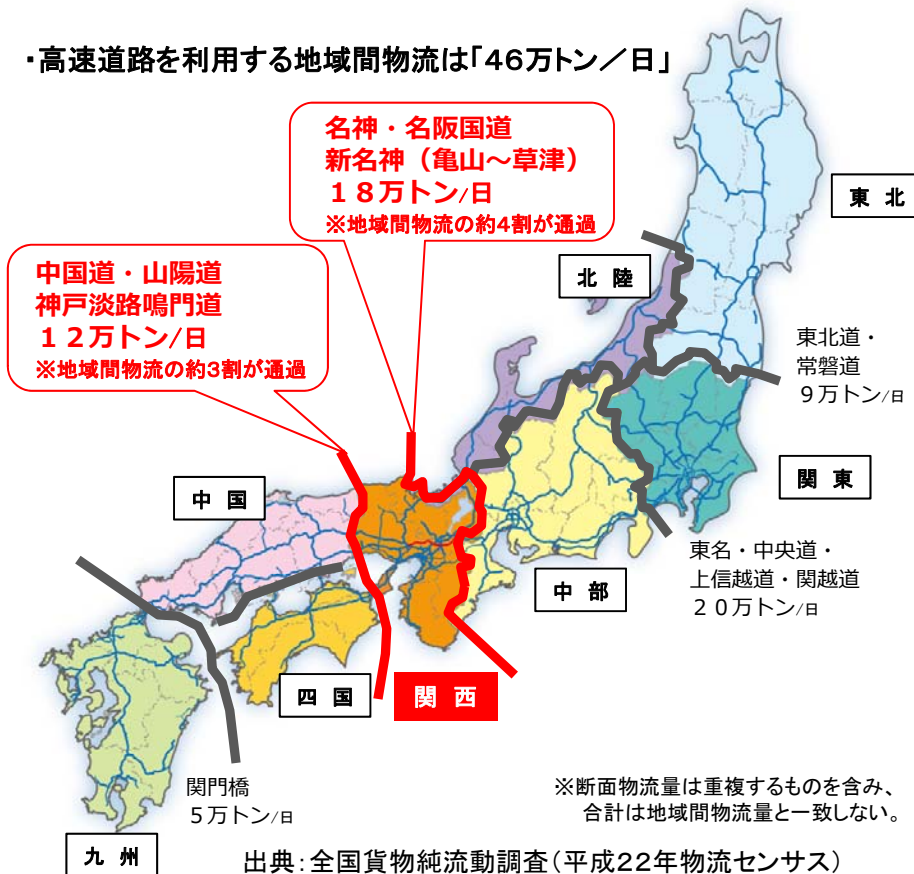 ・高速道路を利用する地域間物流は「46万トン／日」
名神・名阪国道
新名神（亀山～草津）
１８万トン/日
※地域間物流の約4割が通過
東 北
北 陸
中国道・山陽道
神戸淡路鳴門道
１２万トン/日
※地域間物流の約3割が通過
東北道・
常磐道
９万トン/日
関 東
中 国
東名・中央道・
上信越道・関越道
２０万トン/日
中 部
四 国
関 西
関門橋
５万トン/日
※断面物流量は重複するものを含み、
合計は地域間物流量と一致しない。
九 州
出典：全国貨物純流動調査（平成２２年物流センサス）